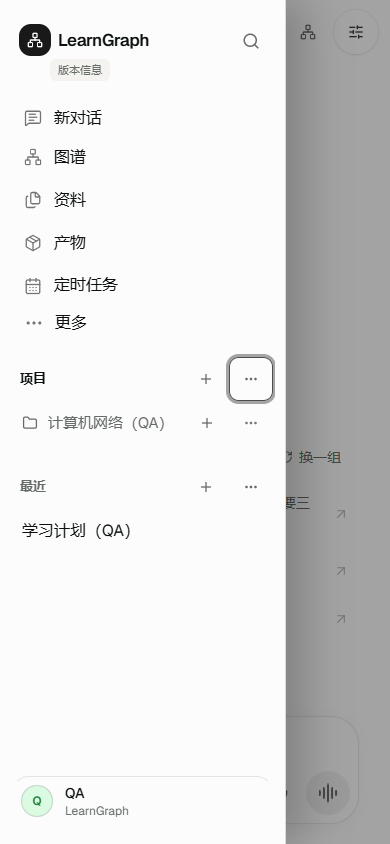 LearnGraph
版本信息
新对话
图谱
资料
产物
定时任务
更多
项目
计算机网络（QA）
最近
换一组
要三
学习计划（QA）
Q
QA
LearnGraph